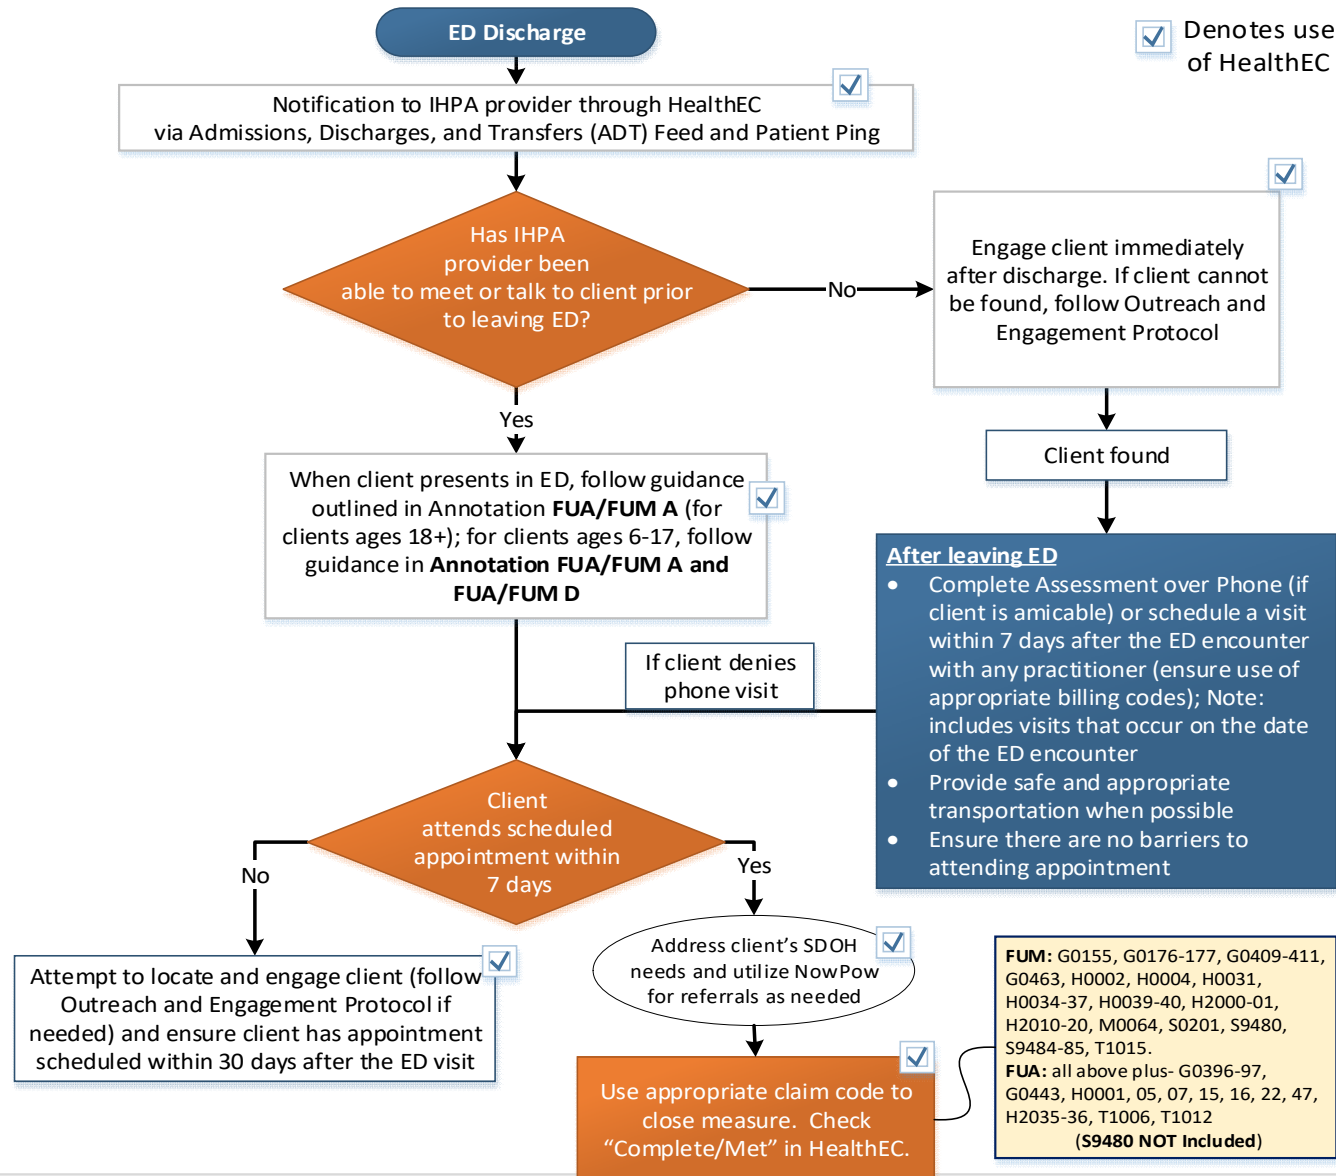 ED Discharge
Denotes use
of HealthEC
Notification to IHPA provider through HealthEC
via Admissions, Discharges, and Transfers (ADT) Feed and Patient Ping
Has IHPA
provider been
able to meet or talk to client prior
to leaving ED?
No
Engage client immediately
after discharge. If client cannot
be found, follow Outreach and
Engagement Protocol
Yes
Client found
When client presents in ED, follow guidance
outlined in Annotation FUA/FUM A (for
clients ages 18+); for clients ages 6-17, follow
guidance in Annotation FUA/FUM A and
FUA/FUM D
After leaving ED
• Complete Assessment over Phone (if
client is amicable) or schedule a visit
within 7 days after the ED encounter
with any practitioner (ensure use of
appropriate billing codes); Note:
includes visits that occur on the date
of the ED encounter
• Provide safe and appropriate
transportation when possible
• Ensure there are no barriers to
attending appointment
If client denies
phone visit
Client
attends scheduled
appointment within
7 days
No
Yes
Attempt to locate and engage client (follow
Outreach and Engagement Protocol if
needed) and ensure client has appointment
scheduled within 30 days after the ED visit
Address client's SDOH
needs and utilize NowPow
for referrals as needed
Use appropriate claim code to
close measure. Check
"Complete/Met" in HealthEC.
FUM: G0155, G0176-177, G0409-411,
G0463, H0002, H0004, H0031,
H0034-37, H0039-40, H2000-01,
H2010-20, M0064, S0201, S9480,
S9484-85, T1015.
FUA: all above plus- G0396-97,
G0443, H0001, 05, 07, 15, 16, 22, 47,
H2035-36, T1006, T1012
(S9480 NOT Included)